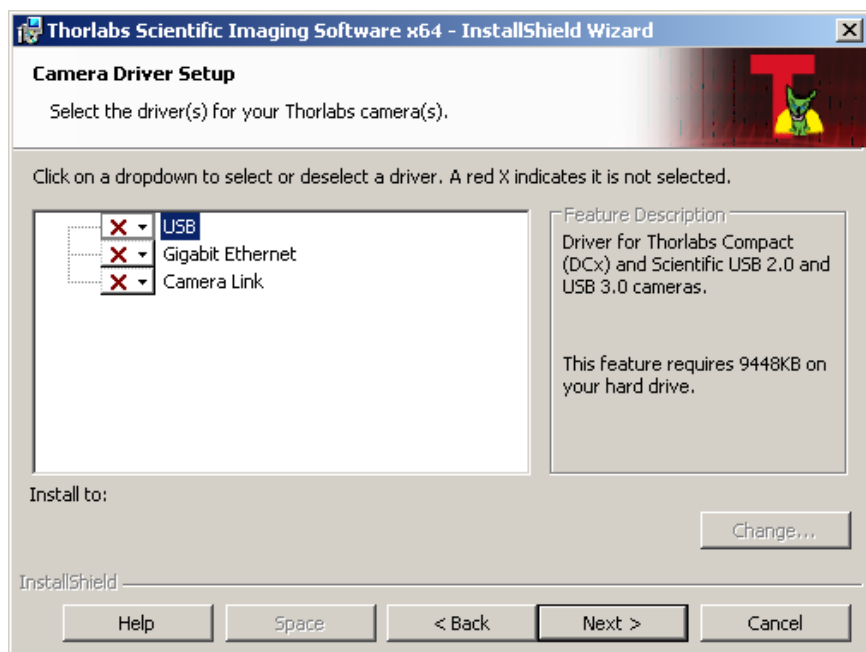 Thorlabs Scientific Imaging Software x64 - InstallShield Wizard
Camera Driver Setup
Select the driver(s) for your Thorlabs camera(s).
Click on a dropdown to select or deselect a driver. A red X indicates it is not selected.
USB
Gigabit Ethernet
Camera Link
Feature Description
Driver for Thorlabs Compact
(DCx) and Scientific USB 2.0 and
USB 3.0 cameras.
This feature requires 9448KB on
your hard drive.
Install to:
Change...
InstallShield
Help
Space
< Back
Next >
Cancel